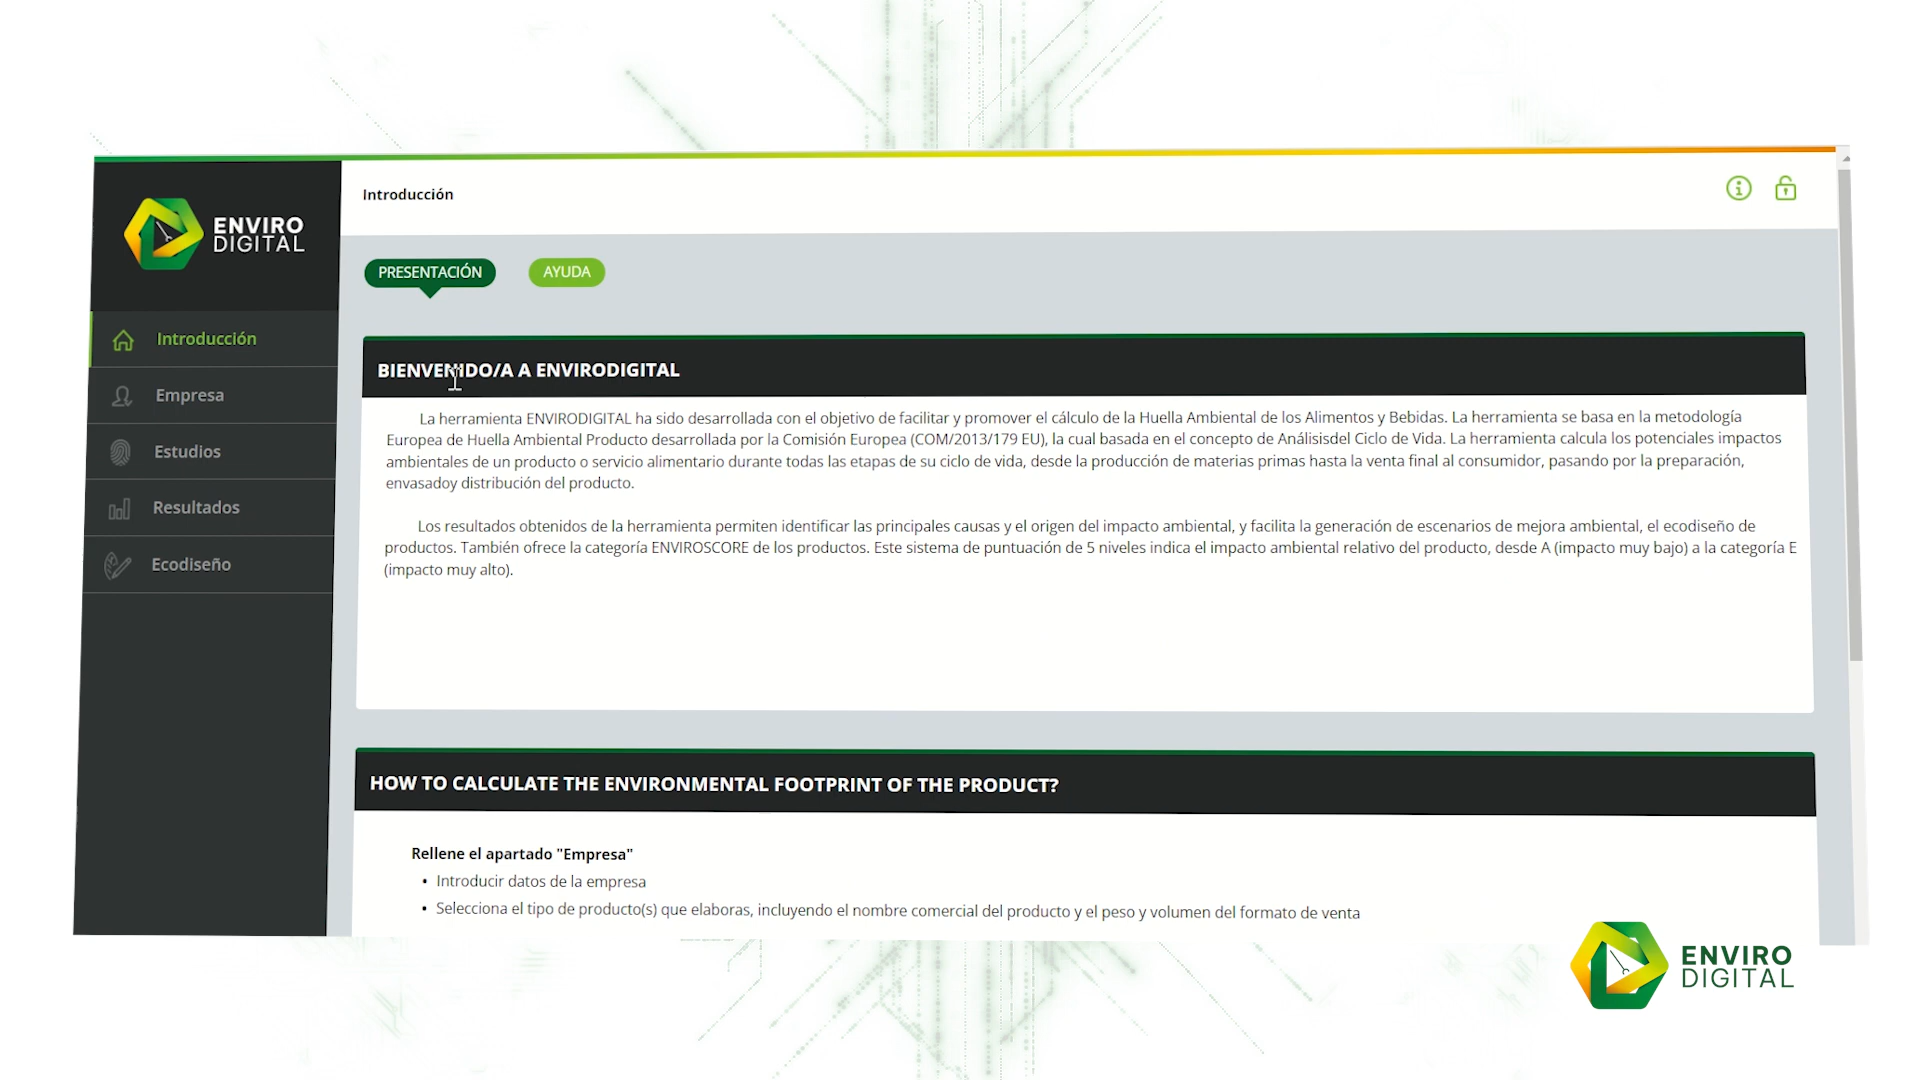 ENVIRO
DIGITAL
Introducción
Empresa
Estudios
Resultados
Ecodiseño
Introducción
PRESENTACIÓN
AYUDA
BIENVENIDO/A A ENVIRODIGITAL
La herramienta ENVIRODIGITAL ha sido desarrollada con el objetivo de facilitar y promover el cálculo de la Huella Ambiental de los Alimentos y Bebidas. La herramienta se basa en la metodología
Europea de Huella Ambiental Producto desarrollada por la Comisión Europea (COM/2013/179 EU), la cual basada en el concepto de Análisisdel Ciclo de Vida. La herramienta calcula los potenciales impactos
ambientales de un producto o servicio alimentario durante todas las etapas de su ciclo de vida, desde la producción de materias primas hasta la venta final al consumidor, pasando por la preparación,
envasadoy distribución del producto.
Los resultados obtenidos de la herramienta permiten identificar las principales causas y el origen del impacto ambiental, y facilita la generación de escenarios de mejora ambiental, el ecodiseño de
productos. También ofrece la categoría ENVIROSCORE de los productos. Este sistema de puntuación de 5 niveles indica el impacto ambiental relativo del producto, desde A (impacto muy bajo) a la categoría E
(impacto muy alto).
HOW TO CALCULATE THE ENVIRONMENTAL FOOTPRINT OF THE PRODUCT?
Rellene el apartado "Empresa"
• Introducir datos de la empresa
• Selecciona el tipo de producto(s) que elaboras, incluyendo el nombre comercial del producto y el peso y volumen del formato de venta
ENVIRO
DIGITAL